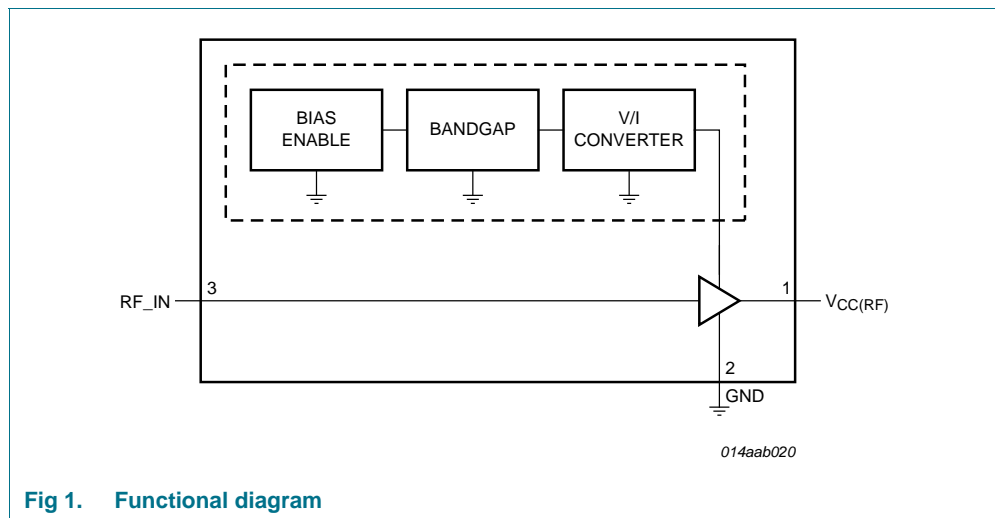 BIAS
ENABLE
BANDGAP
V/I
CONVERTER
RF_IN
3
1
VCC(RF)
2
GND
014aab020
Fig 1. Functional diagram